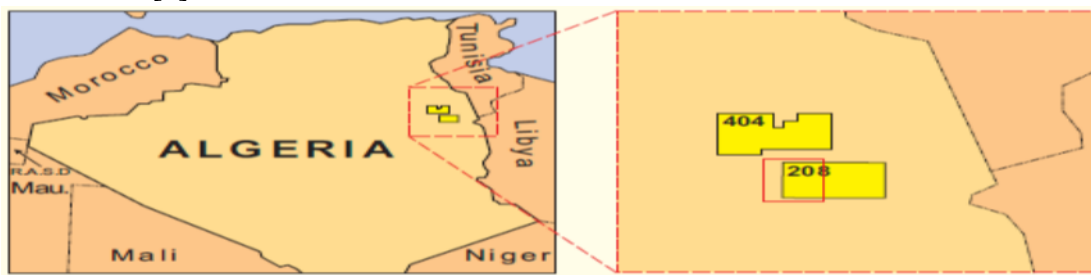 Morocco
Tunisia
ALGERIA
Libya
R.A.S.D
Mau.
Mali
Niger
404
208